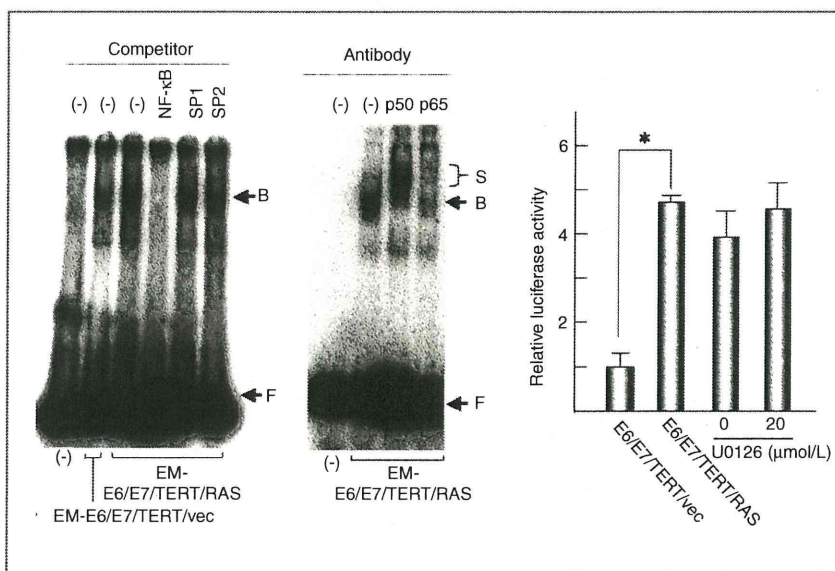 Competitor
(-) (-) (-) NF-κB SP1 SP2
B
F
(-)
EM-
E6/E7/TERT/RAS
EM-E6/E7/TERT/vec
Antibody
(-) (-) p50 p65
S
B
F
(-)
EM-
E6/E7/TERT/RAS
Relative luciferase activity
6
4
2
*
E6/E7/TERT/vec
E6/E7/TERT/RAS
0 20
U0126 (μmol/L)